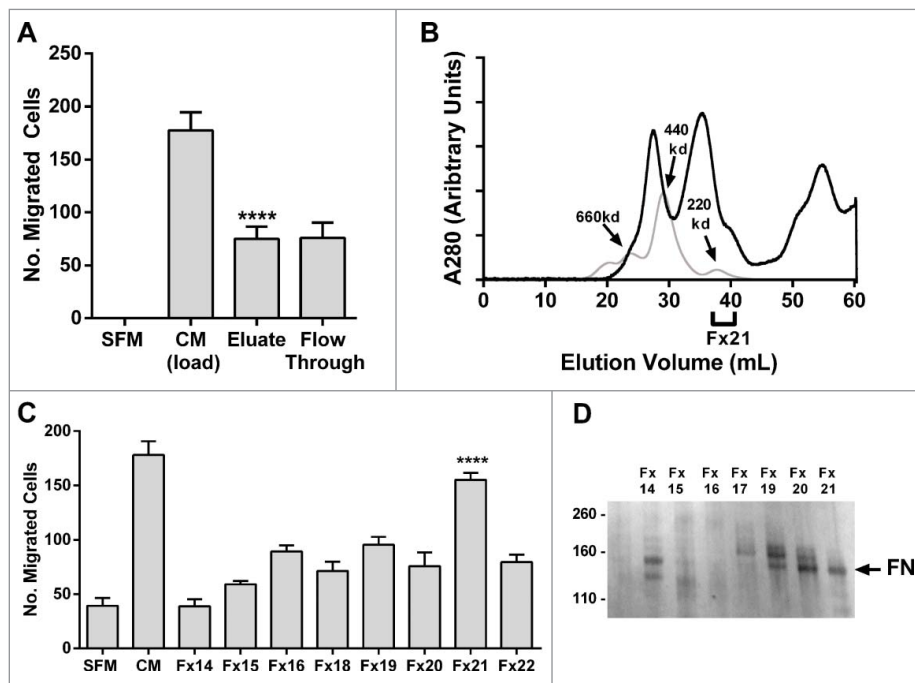 A
250
200
150
100
50
0
No. Migrated Cells
****
SFM
CM
(load)
Eluate
Flow
Through
B
A280 (Aribtrary Units)
660kd
440
kd
220
kd
0
10
20
30
40
50
60
Fx21
Elution Volume (mL)
C
200
150
100
50
0
No. Migrated Cells
****
SFM CM Fx14 Fx15 Fx16 Fx18 Fx19 Fx20 Fx21 Fx22
D
Fx Fx Fx Fx Fx Fx Fx
14 15 16 17 19 20 21
260 -
160 -
110 -
FN